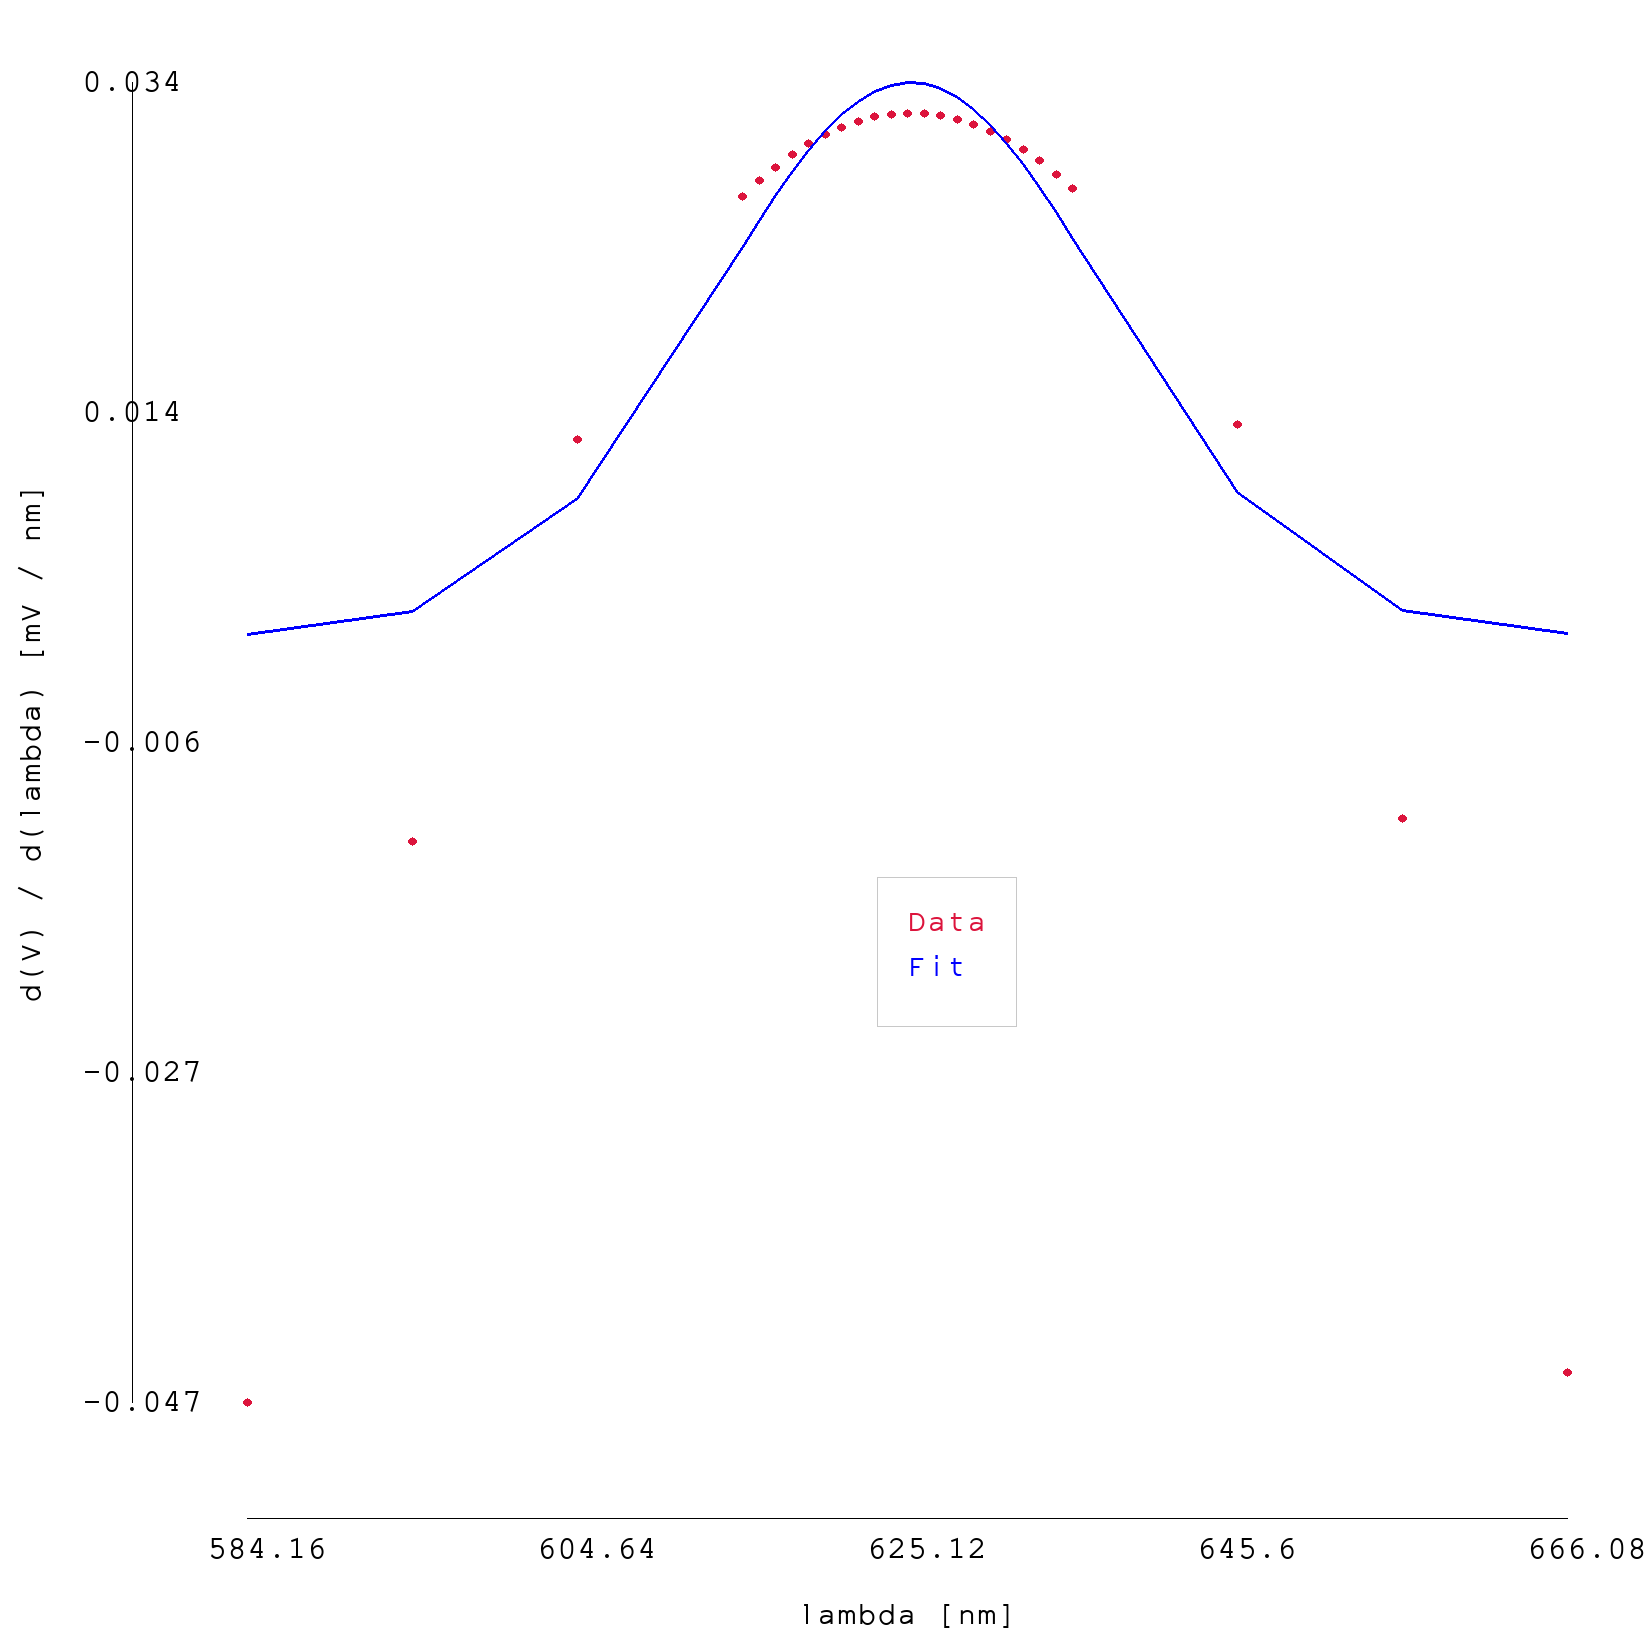 0.034
0.014
-0.006
-0.027
-0.047
d(V) / d(lambda) [mV / nm]
Data
Fit
584.16 604.64 625.12 645.6 666.08
lambda [nm]